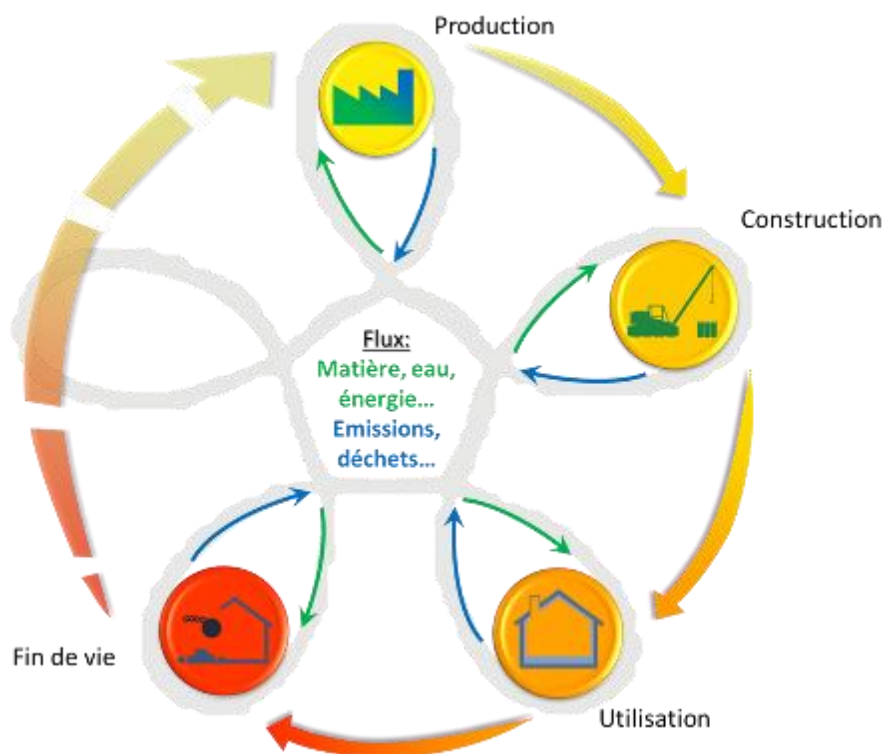 Production
Construction
Flux:
Matière, eau,
énergie...
Emissions,
déchets...
Fin de vie
Utilisation